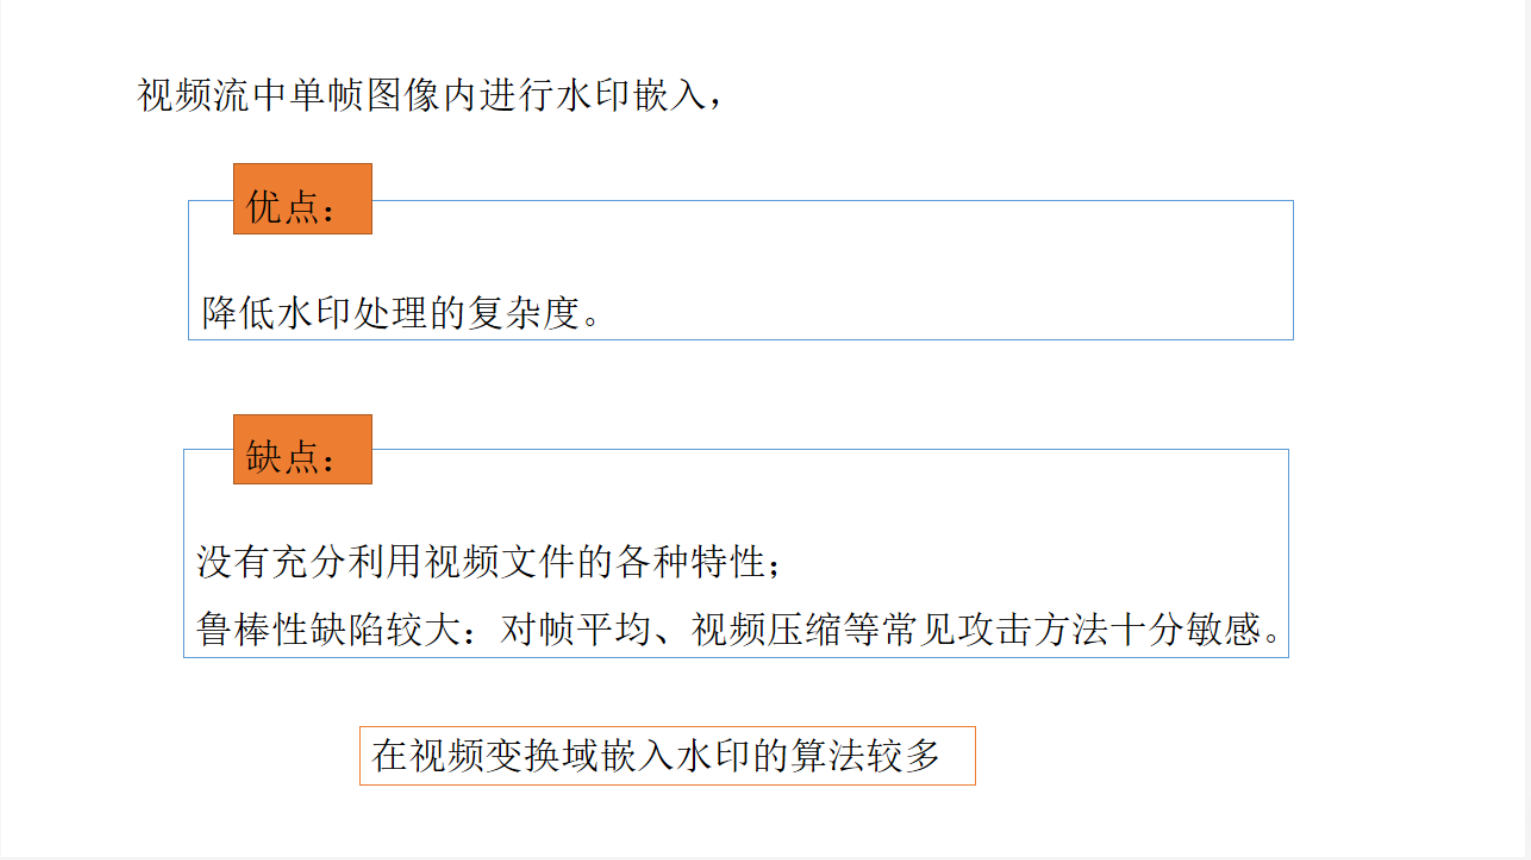 视频流中单帧图像内进行水印嵌入，
优点：
降低水印处理的复杂度。
缺点：
没有充分利用视频文件的各种特性；
鲁棒性缺陷较大：对帧平均、视频压缩等常见攻击方法十分敏感。
在视频变换域嵌入水印的算法较多